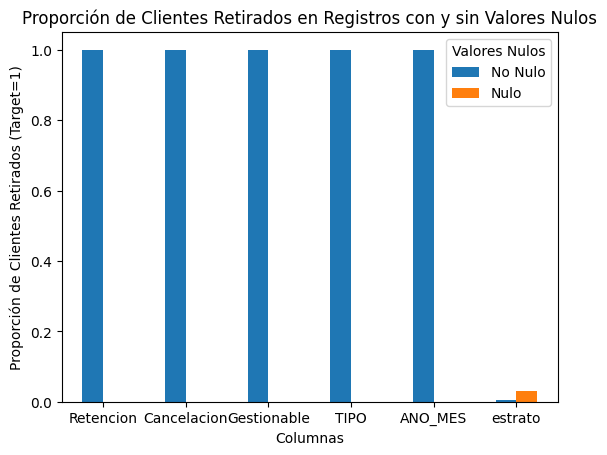 Proporción de Clientes Retirados en Registros con y sin Valores Nulos
Proporción de Clientes Retirados (Target=1)
1.0
0.8
0.6
0.4
0.2
0.0
Valores Nulos
No Nulo
Nulo
Retencion Cancelacion Gestionable TIPO ANO_MES estrato
Columnas